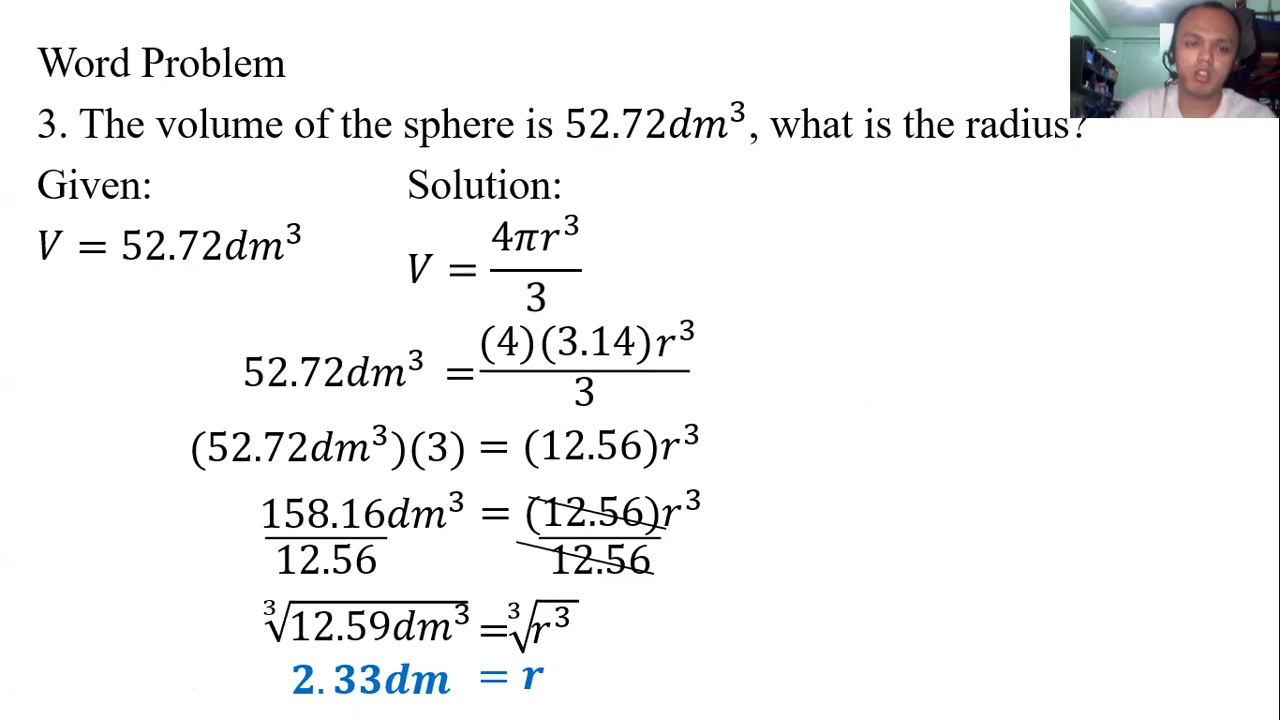 Word Problem
3. The volume of the sphere is 52.72dm³, what is the radius?
Given:
Solution:
V = 52.72dm³
V = 4πr³ / 3
52.72dm³ = (4)(3.14)r³ / 3
(52.72dm³)(3) = (12.56)r³
158.16dm³ / 12.56 = (12.56)r³ / 12.56
∛12.59dm³ = ∛r³
2.33dm = r